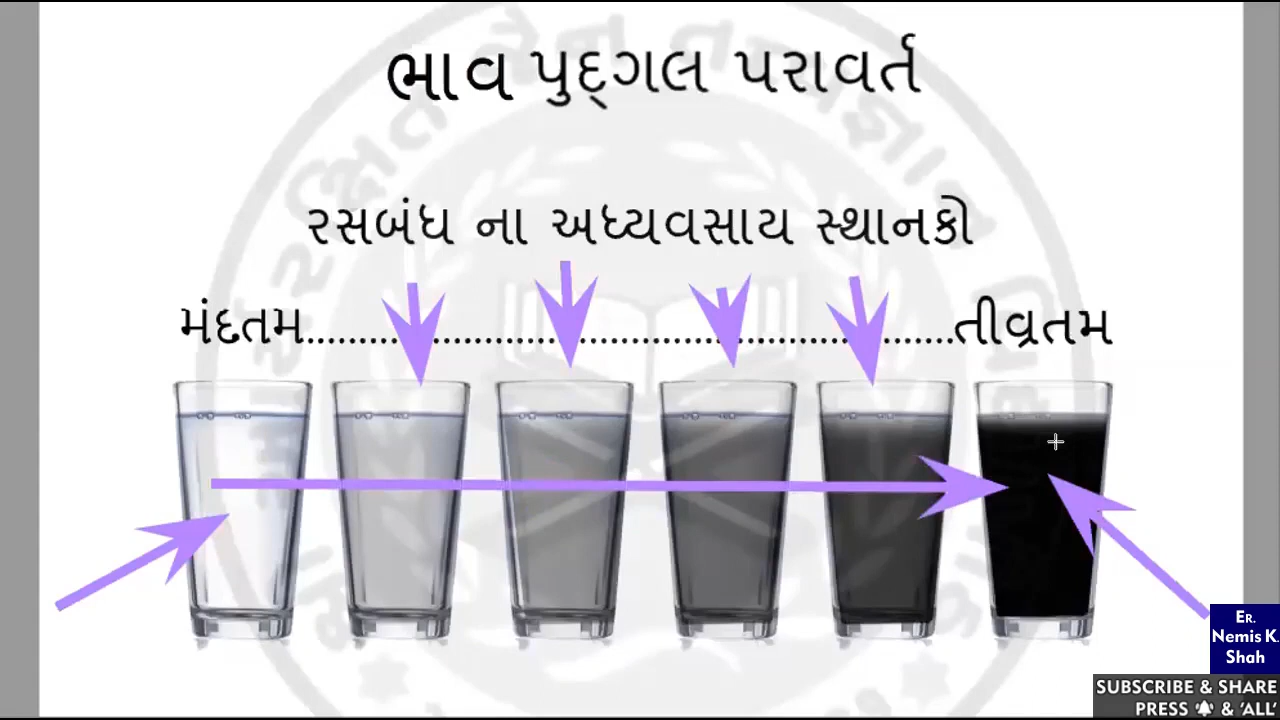 ભાવ પુદ્ગલ પરાવર્ત
રસબંધ ના અધ્યવસાય સ્થાનકો
મંદતમ..................................................તીવ્રતમ
ER.
Nemis K.
Shah
SUBSCRIBE & SHARE
PRESS & 'ALL'